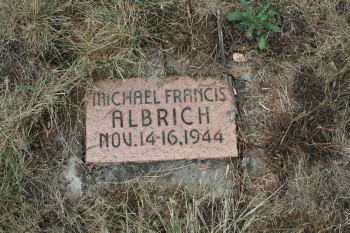 MICHAEL FRANCIS
ALBRICH
NOV. 14-16, 1944